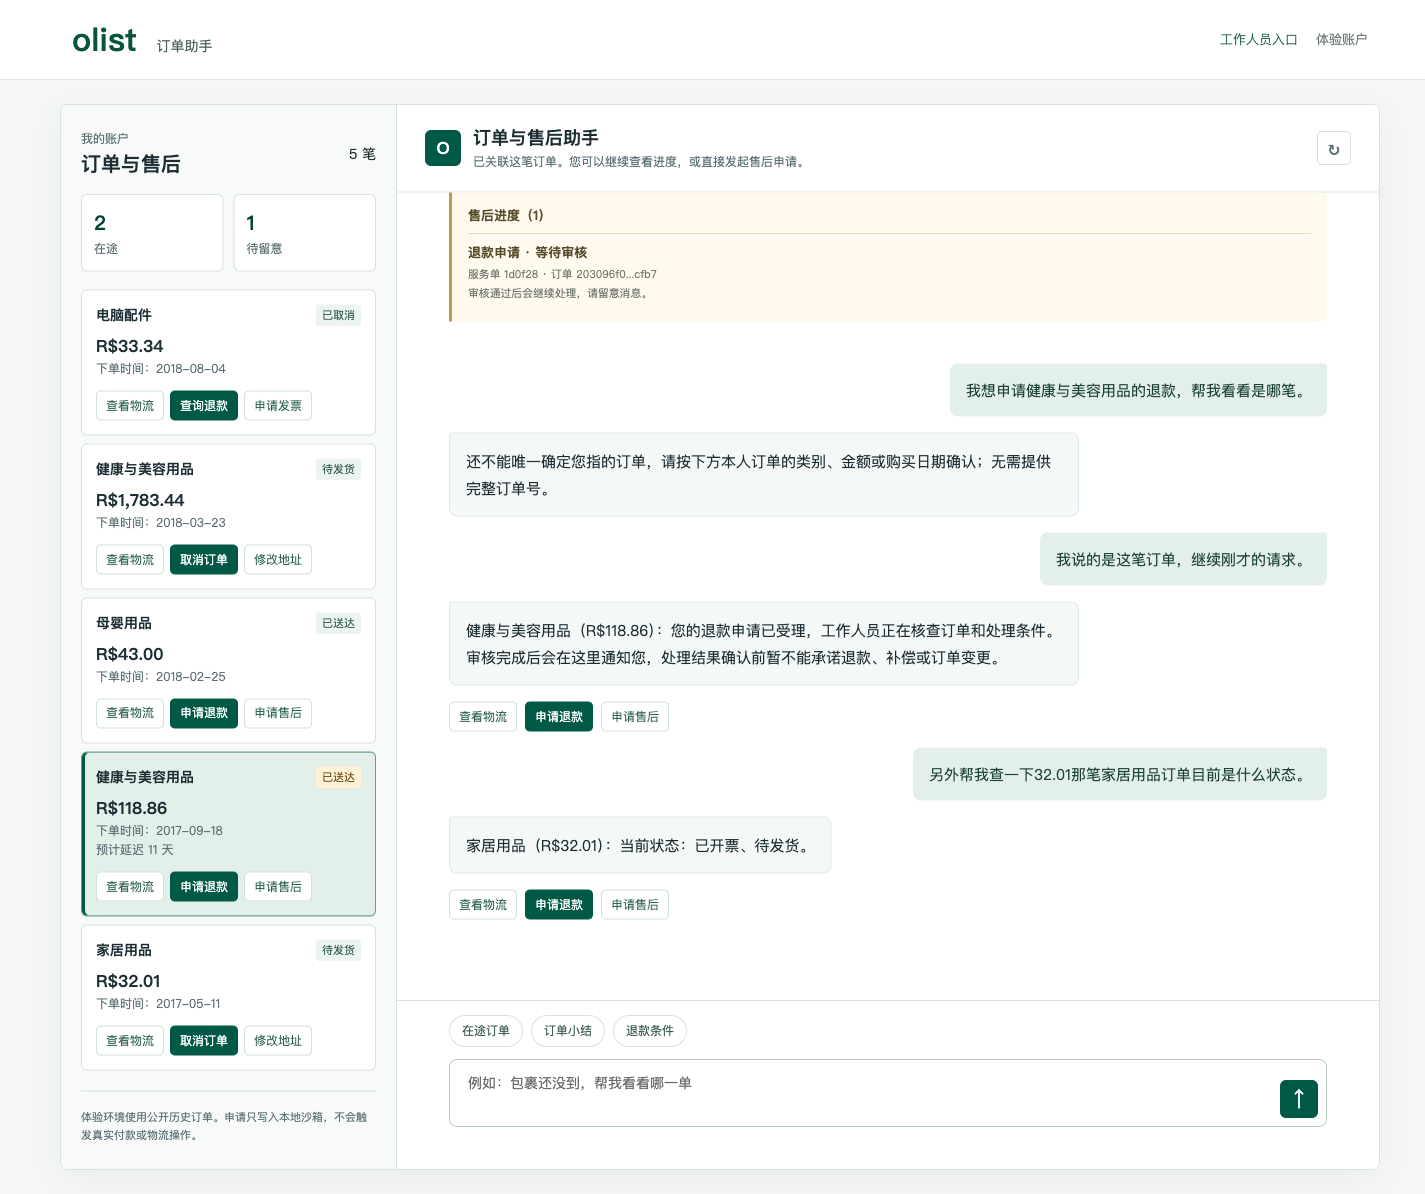 olist 订单助手
工作人员入口 体验账户
我的账户
订单与售后
5 笔
2
在途
1
待留意
电脑配件 已取消
R$33.34
下单时间：2018-08-04
查看物流 查询退款 申请发票
健康与美容用品 待发货
R$1,783.44
下单时间：2018-03-23
查看物流 取消订单 修改地址
母婴用品 已送达
R$43.00
下单时间：2018-02-25
查看物流 申请退款 申请售后
健康与美容用品 已送达
R$118.86
下单时间：2017-09-18
预计延迟 11 天
查看物流 申请退款 申请售后
家居用品 待发货
R$32.01
下单时间：2017-05-11
查看物流 取消订单 修改地址
体验环境使用公开历史订单。申请只写入本地沙箱，不会触
发真实付款或物流操作。
O
订单与售后助手
已关联这笔订单。您可以继续查看进度，或直接发起售后申请。
↻
售后进度（1）
退款申请 · 等待审核
服务单 1d0f28 · 订单 203096f0...cfb7
审核通过后会继续处理，请留意消息。
我想申请健康与美容用品的退款，帮我看看是哪笔。
还不能唯一确定您指的订单，请按下方本人订单的类别、金额或购买日期确认；无需提供
完整订单号。
我说的是这笔订单，继续刚才的请求。
健康与美容用品（R$118.86）：您的退款申请已受理，工作人员正在核查订单和处理条件。
审核完成后会在这里通知您，处理结果确认前暂不能承诺退款、补偿或订单变更。
查看物流 申请退款 申请售后
另外帮我查一下32.01那笔家居用品订单目前是什么状态。
家居用品（R$32.01）：当前状态：已开票、待发货。
查看物流 申请退款 申请售后
在途订单 订单小结 退款条件
例如：包裹还没到，帮我看看哪一单
↑